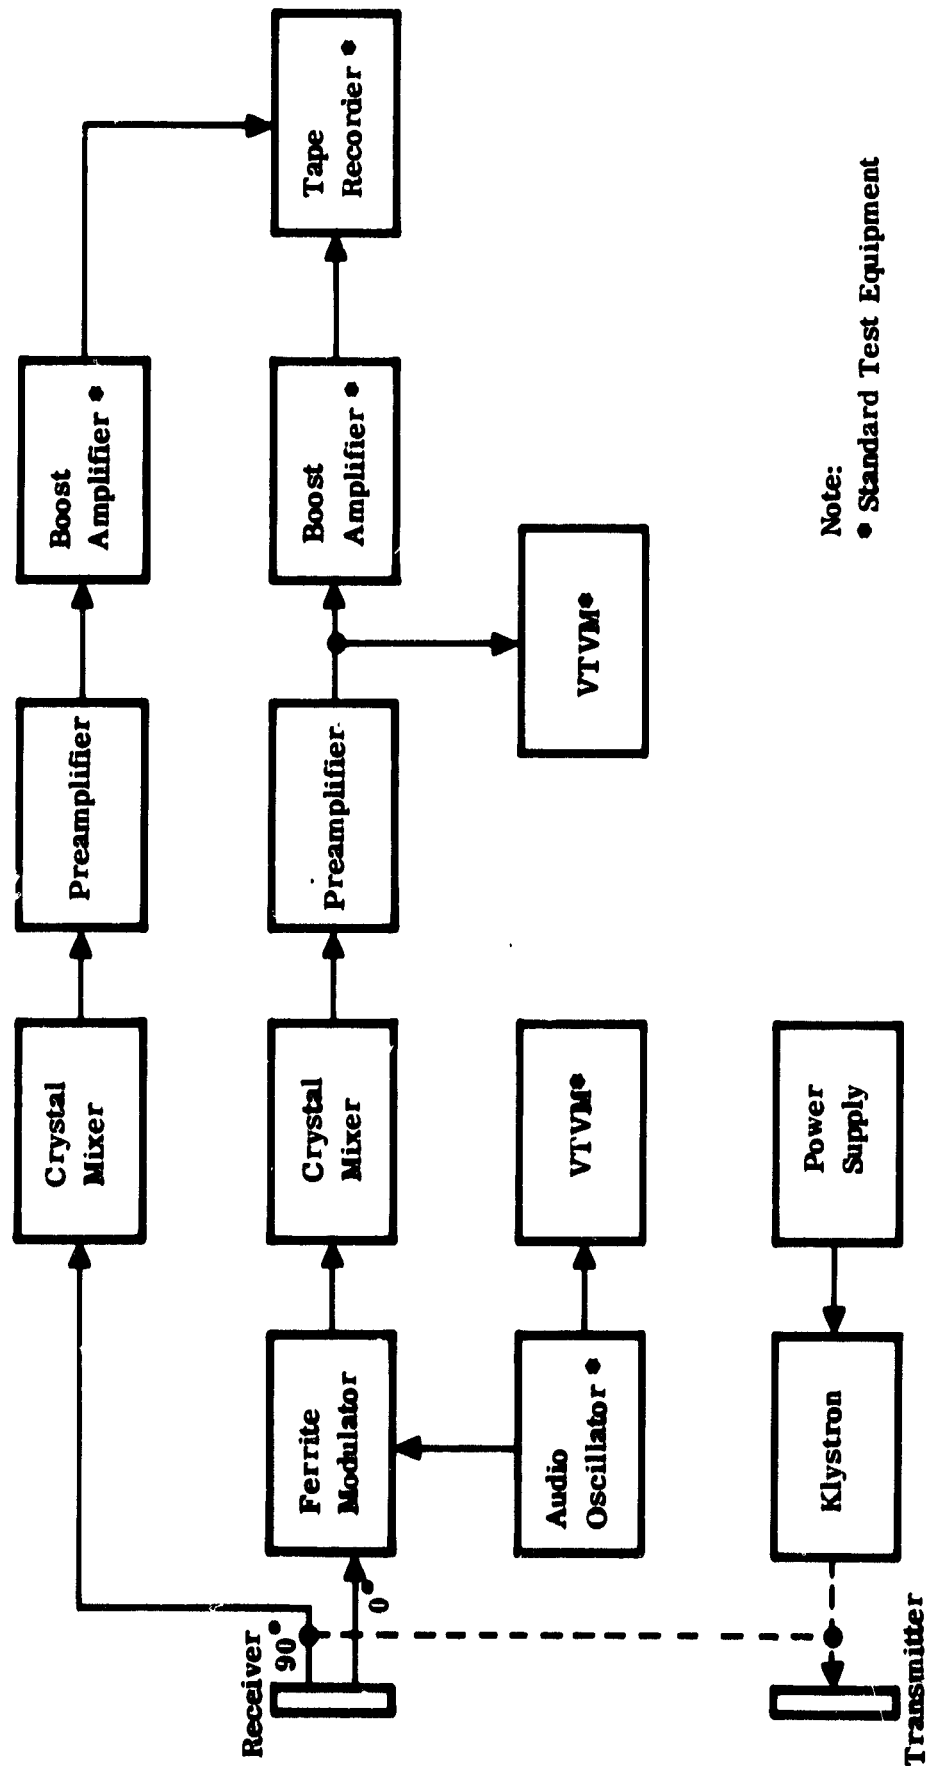 Crystal
Mixer
Preamplifier
Boost
Amplifier *
Receiver
90°
0°
Ferrite
Modulator
Crystal
Mixer
Preamplifier
Boost
Amplifier *
Tape
Recorder *
Audio
Oscillator *
VTVM*
VTVM*
Transmitter
Klystron
Power
Supply
Note:
* Standard Test Equipment